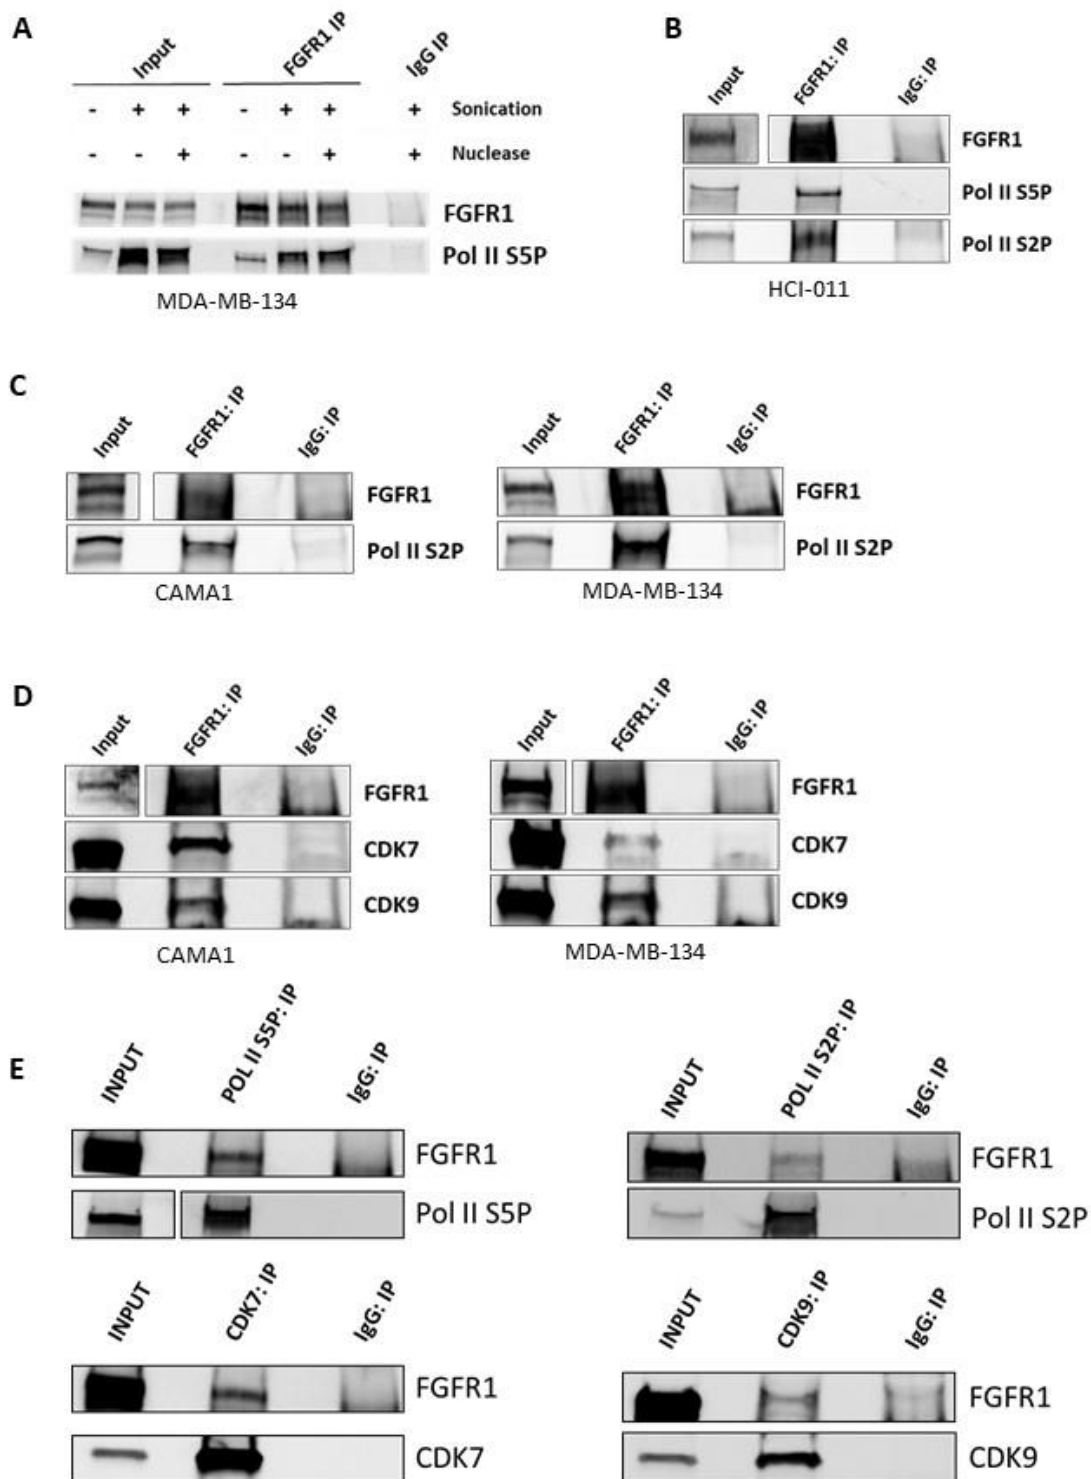 A
Input
FGFR1 IP
IgG IP
- + + - + + + Sonication
- - + - - + + Nuclease
FGFR1
Pol II S5P
MDA-MB-134
B
Input
FGFR1: IP
IgG: IP
FGFR1
Pol II S5P
Pol II S2P
HCI-011
C
Input
FGFR1: IP
IgG: IP
FGFR1
Pol II S2P
CAMA1
Input
FGFR1: IP
IgG: IP
FGFR1
Pol II S2P
MDA-MB-134
D
Input
FGFR1: IP
IgG: IP
FGFR1
CDK7
CDK9
CAMA1
Input
FGFR1: IP
IgG: IP
FGFR1
CDK7
CDK9
MDA-MB-134
E
INPUT
POL II S5P: IP
IgG: IP
FGFR1
Pol II S5P
INPUT
POL II S2P: IP
IgG: IP
FGFR1
Pol II S2P
INPUT
CDK7: IP
IgG: IP
FGFR1
CDK7
INPUT
CDK9: IP
IgG: IP
FGFR1
CDK9